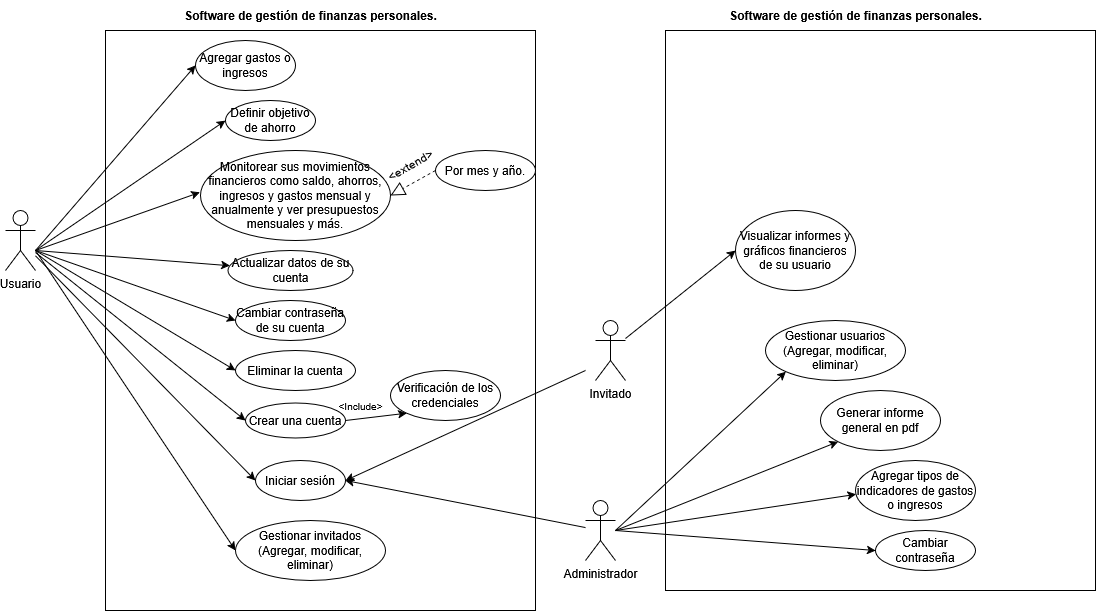 Software de gestión de finanzas personales.
Agregar gastos o
ingresos
Definir objetivo
de ahorro
Monitorear sus movimientos
financieros como saldo, ahorros,
ingresos y gastos mensual y
anualmente y ver presupuestos
mensuales y más.
<extend>
Por mes y año.
Usuario
Actualizar datos de su
cuenta
Cambiar contraseña
de su cuenta
Eliminar la cuenta
Crear una cuenta
<Include>
Verificación de los
credenciales
Iniciar sesión
Gestionar invitados
(Agregar, modificar,
eliminar)
Software de gestión de finanzas personales.
Visualizar informes y
gráficos financieros
de su usuario
Invitado
Gestionar usuarios
(Agregar, modificar,
eliminar)
Generar informe
general en pdf
Agregar tipos de
indicadores de gastos
o ingresos
Cambiar
contraseña
Administrador